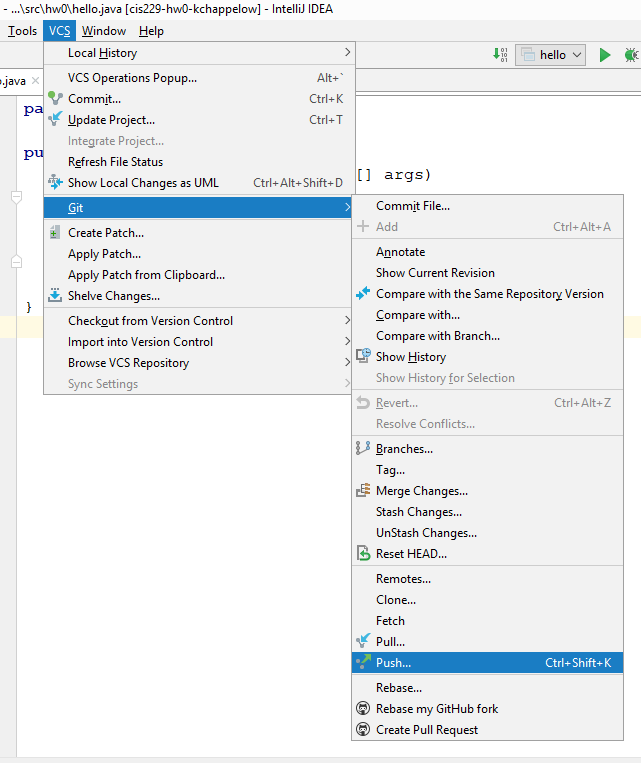 - ...\src\hw0\hello.java [cis229-hw0-kchappelow] - IntelliJ IDEA
Tools VCS Window Help
hello
.java
Local History
VCS Operations Popup... Alt+`
Commit... Ctrl+K
Update Project... Ctrl+T
Integrate Project...
Refresh File Status
Show Local Changes as UML Ctrl+Alt+Shift+D
Git
Create Patch...
Apply Patch...
Apply Patch from Clipboard...
Shelve Changes...
Checkout from Version Control
Import into Version Control
Browse VCS Repository
Sync Settings
pa
pu
[] args)
}
Commit File...
Add Ctrl+Alt+A
Annotate
Show Current Revision
Compare with the Same Repository Version
Compare with...
Compare with Branch...
Show History
Show History for Selection
Revert... Ctrl+Alt+Z
Resolve Conflicts...
Branches...
Tag...
Merge Changes...
Stash Changes...
UnStash Changes...
Reset HEAD...
Remotes...
Clone...
Fetch
Pull...
Push... Ctrl+Shift+K
Rebase...
Rebase my GitHub fork
Create Pull Request